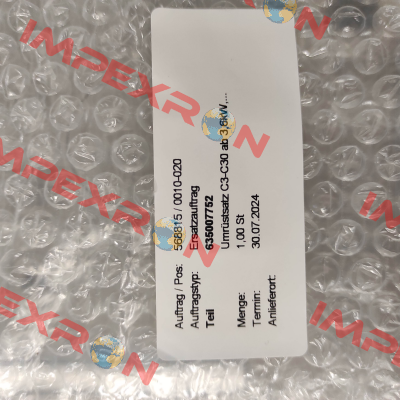 Auftrag / Pos: 568815 / 0010-020
Auftragstyp: Ersatzauftrag
Teil 635007752
Umrüstsatz C3-C30 ab 3,6kW,...
Menge: 1,00 St
Termin: 30.07.2024
Anlieferort:
IMPEXRON
IMPEXRON
IMPEXRON
IMPEXRON